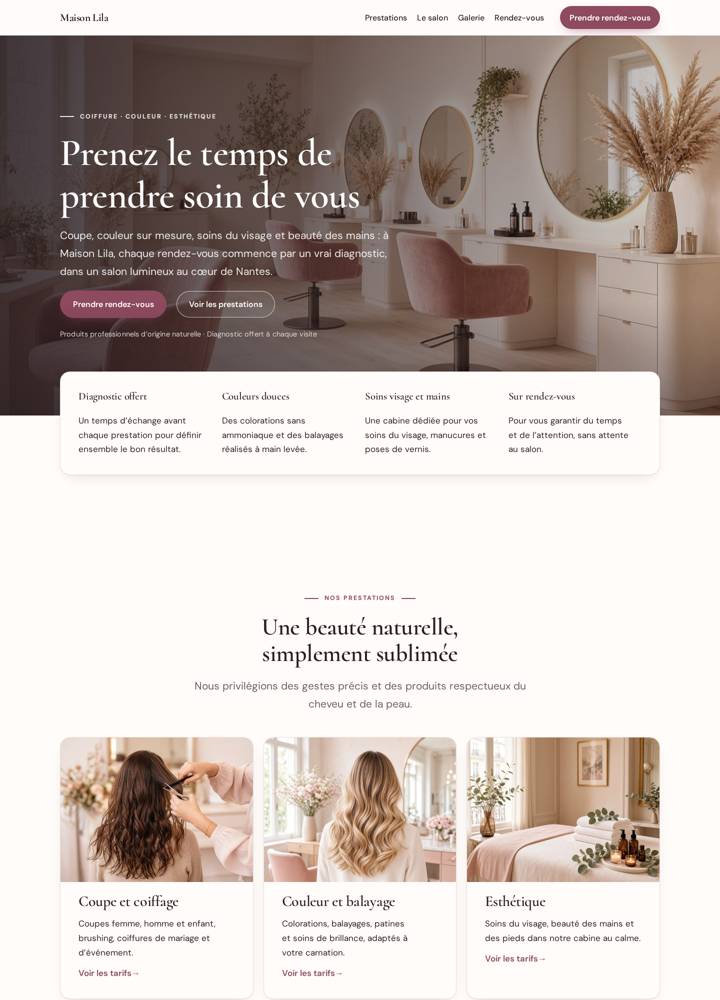 Maison Lila
Prestations Le salon Galerie Rendez-vous Prendre rendez-vous
COIFFURE · COULEUR · ESTHÉTIQUE
Prenez le temps de
prendre soin de vous
Coupe, couleur sur mesure, soins du visage et beauté des mains : à
Maison Lila, chaque rendez-vous commence par un vrai diagnostic,
dans un salon lumineux au cœur de Nantes.
Prendre rendez-vous Voir les prestations
Produits professionnels d'origine naturelle · Diagnostic offert à chaque visite
Diagnostic offert
Un temps d'échange avant
chaque prestation pour définir
ensemble le bon résultat.
Couleurs douces
Des colorations sans
ammoniaque et des balayages
réalisés à main levée.
Soins visage et mains
Une cabine dédiée pour vos
soins du visage, manucures et
poses de vernis.
Sur rendez-vous
Pour vous garantir du temps
et de l'attention, sans attente
au salon.
NOS PRESTATIONS
Une beauté naturelle,
simplement sublimée
Nous privilégions des gestes précis et des produits respectueux du
cheveu et de la peau.
Coupe et coiffage
Coupes femme, homme et enfant,
brushing, coiffures de mariage et
d'événement.
Voir les tarifs→
Couleur et balayage
Colorations, balayages, patines
et soins de brillance, adaptés à
votre carnation.
Voir les tarifs→
Esthétique
Soins du visage, beauté des mains et
des pieds dans notre cabine au calme.
Voir les tarifs→